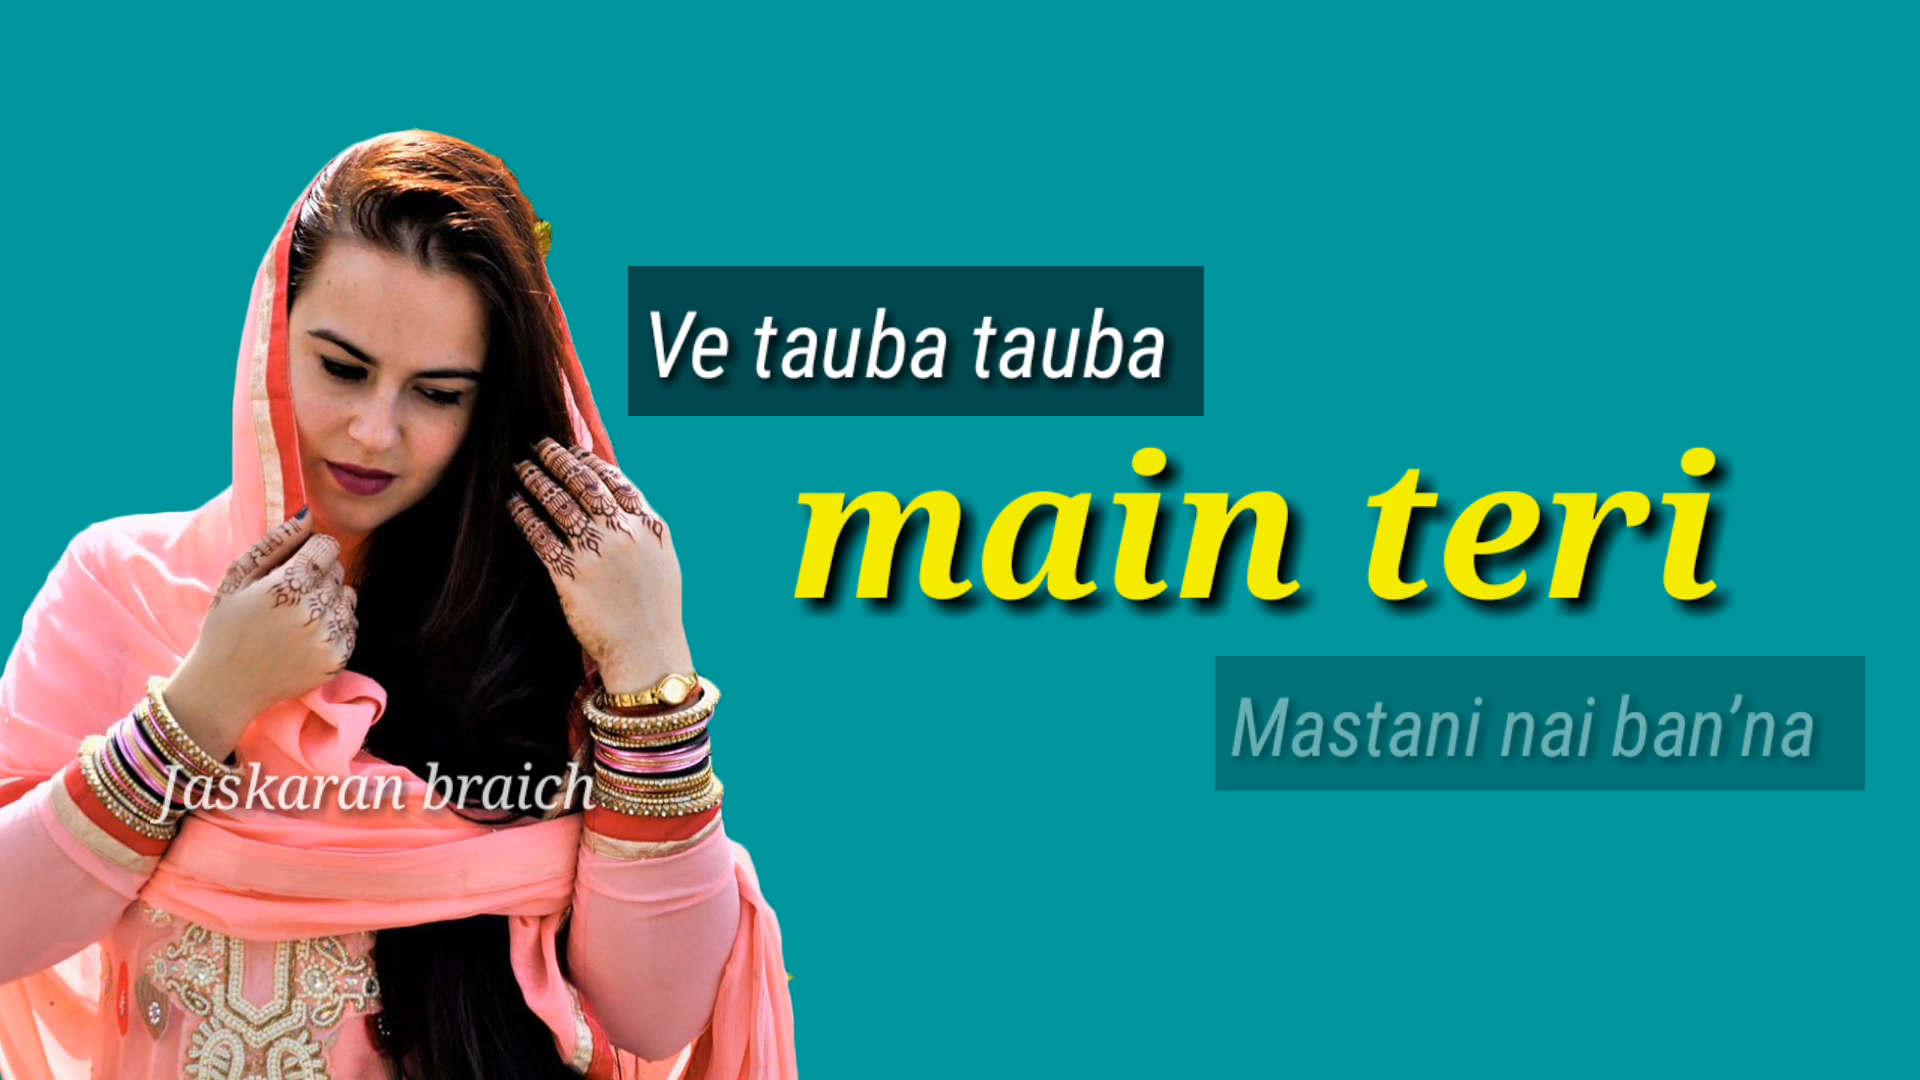 Ve tauba tauba
main teri
Mastani nai ban’na
Jaskaran braich